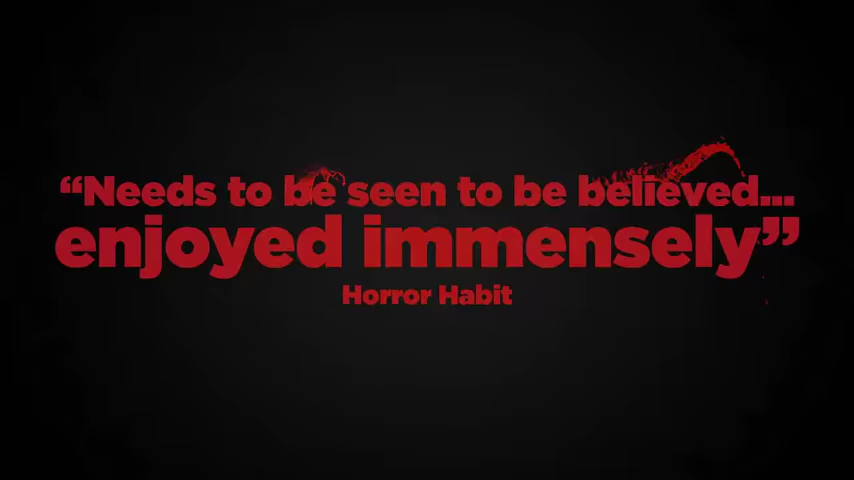 “Needs to be seen to be believed...
enjoyed immensely”
Horror Habit